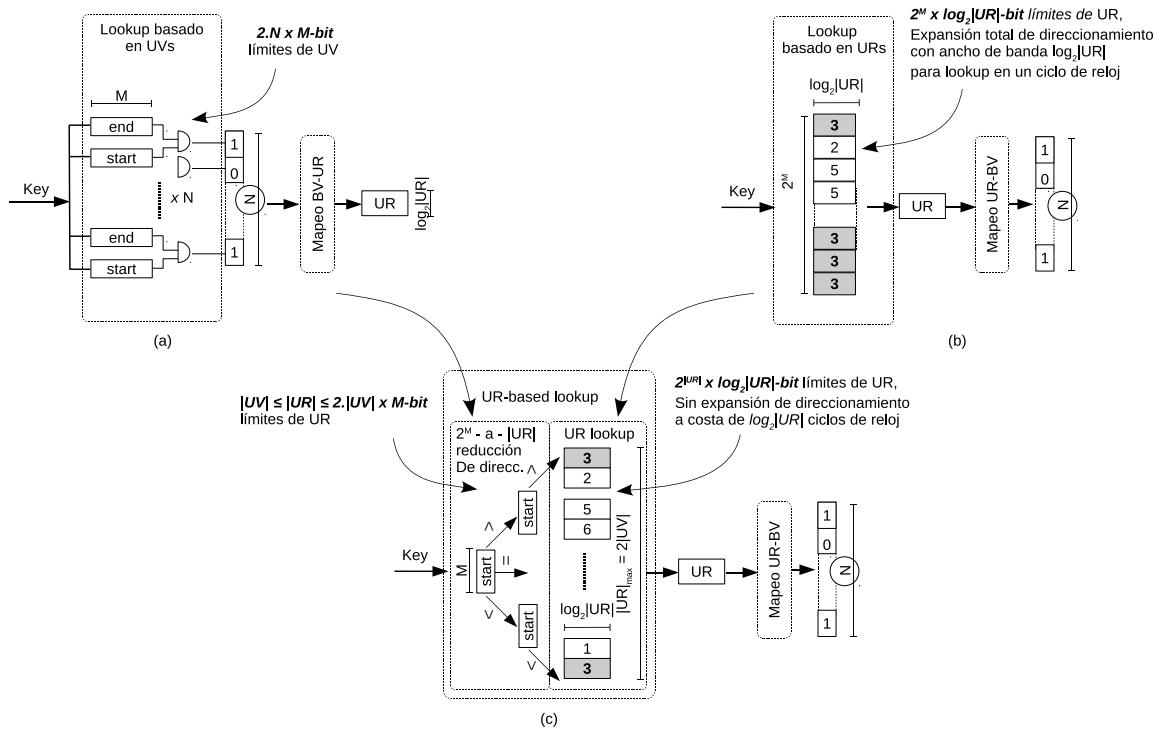 Lookup basado
en UVs
2.N x M-bit
límites de UV
M
end
start
Key
x N
end
start
1
0
1
N
Mapeo BV-UR
UR
log2|UR|
(a)
Lookup
basado en URs
2^M x log2|UR|-bit límites de UR,
Expansión total de direccionamiento
con ancho de banda log2|UR|
para lookup en un ciclo de reloj
log2|UR|
2^M
3
2
5
5
3
3
3
Key
UR
Mapeo UR-BV
1
0
1
N
(b)
UR-based lookup
|UV| ≤ |UR| ≤ 2.|UV| x M-bit
límites de UR
2^M - a - |UR|
reducción
De direcc.
UR lookup
2^|UR| x log2|UR|-bit límites de UR,
Sin expansión de direccionamiento
a costa de log2|UR| ciclos de reloj
Key
M
start
>
=
<
start
>
start
<
3
2
5
6
log2|UR|
1
3
|UR|max = 2|UV|
UR
Mapeo UR-BV
1
0
1
N
(c)